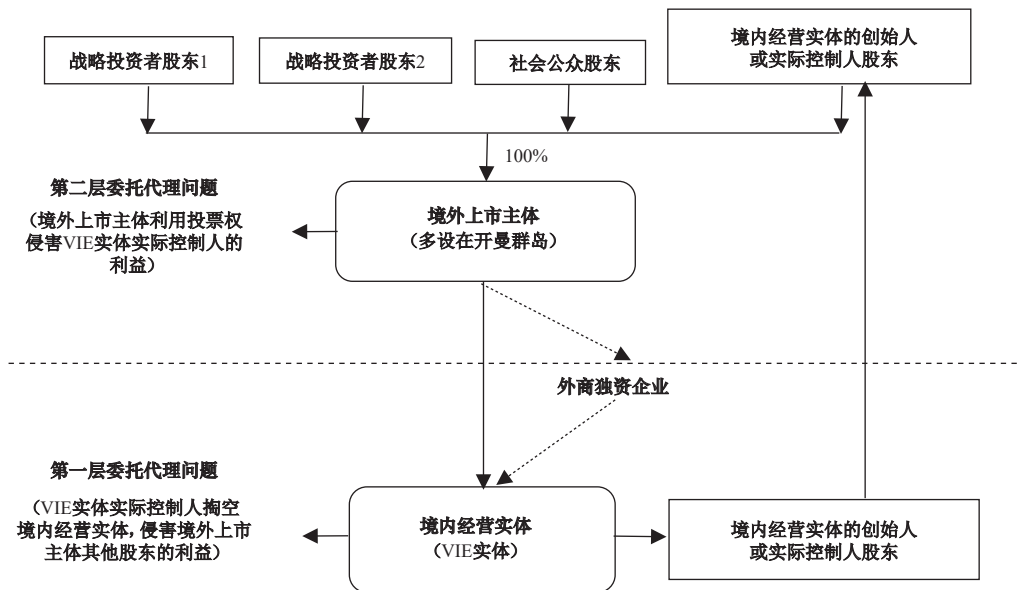 战略投资者股东1
战略投资者股东2
社会公众股东
境内经营实体的创始人
或实际控制人股东
100%
第二层委托代理问题
（境外上市主体利用投票权
侵害VIE实体实际控制人的
利益）
境外上市主体
（多设在开曼群岛）
外商独资企业
第一层委托代理问题
（VIE实体实际控制人掏空
境内经营实体，侵害境外上市
主体其他股东的利益）
境内经营实体
（VIE实体）
境内经营实体的创始人
或实际控制人股东